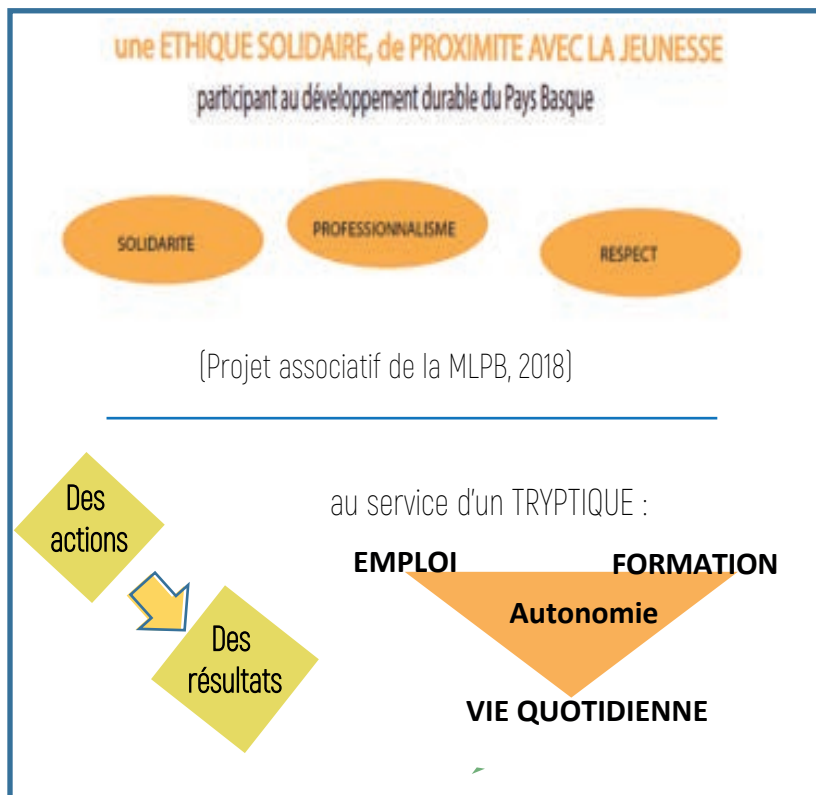 une ETHIQUE SOLIDAIRE, de PROXIMITE AVEC LA JEUNESSE
participant au développement durable du Pays Basque
SOLIDARITE
PROFESSIONNALISME
RESPECT
(Projet associatif de la MLPB, 2018)
Des
actions
au service d'un TRYPTIQUE :
EMPLOI
FORMATION
Autonomie
Des
résultats
VIE QUOTIDIENNE